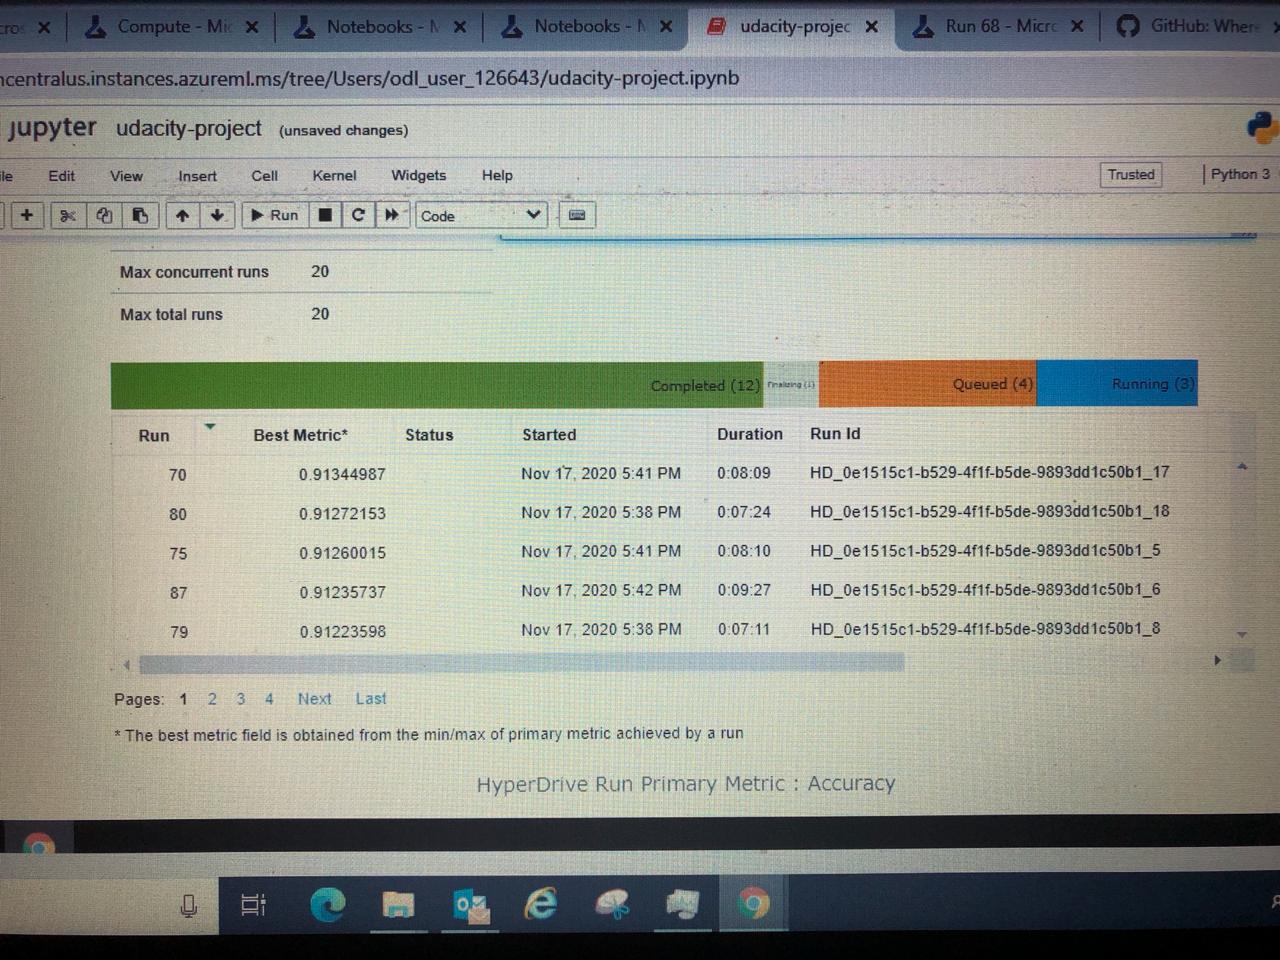 cros
Compute - Mic
Notebooks - M
Notebooks - M
udacity-projec
Run 68 - Micrc
GitHub: Where
ncentralus.instances.azureml.ms/tree/Users/odl_user_126643/udacity-project.ipynb
jupyter udacity-project (unsaved changes)
ile Edit View Insert Cell Kernel Widgets Help Trusted Python 3
Run Code
Max concurrent runs 20
Max total runs 20
Completed (12) Finalizing (1) Queued (4) Running (3)
Run Best Metric* Status Started Duration Run Id
70 0.91344987 Nov 17, 2020 5:41 PM 0:08:09 HD_0e1515c1-b529-4f1f-b5de-9893dd1c50b1_17
80 0.91272153 Nov 17, 2020 5:38 PM 0:07:24 HD_0e1515c1-b529-4f1f-b5de-9893dd1c50b1_18
75 0.91260015 Nov 17, 2020 5:41 PM 0:08:10 HD_0e1515c1-b529-4f1f-b5de-9893dd1c50b1_5
87 0.91235737 Nov 17, 2020 5:42 PM 0:09:27 HD_0e1515c1-b529-4f1f-b5de-9893dd1c50b1_6
79 0.91223598 Nov 17, 2020 5:38 PM 0:07:11 HD_0e1515c1-b529-4f1f-b5de-9893dd1c50b1_8
Pages: 1 2 3 4 Next Last
* The best metric field is obtained from the min/max of primary metric achieved by a run
HyperDrive Run Primary Metric : Accuracy